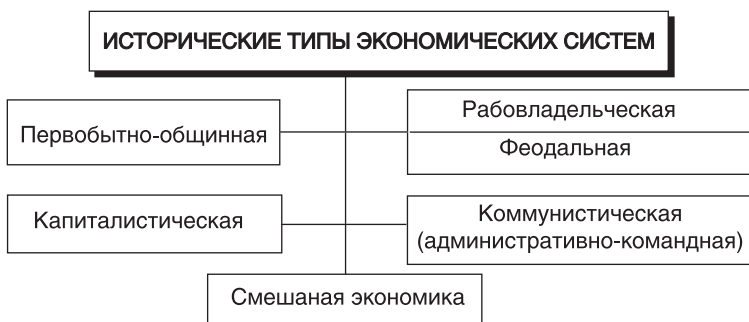 ИСТОРИЧЕСКИЕ ТИПЫ ЭКОНОМИЧЕСКИХ СИСТЕМ
Первобытно-общинная
Рабовладельческая
Феодальная
Капиталистическая
Коммунистическая
(административно-командная)
Смешаная экономика